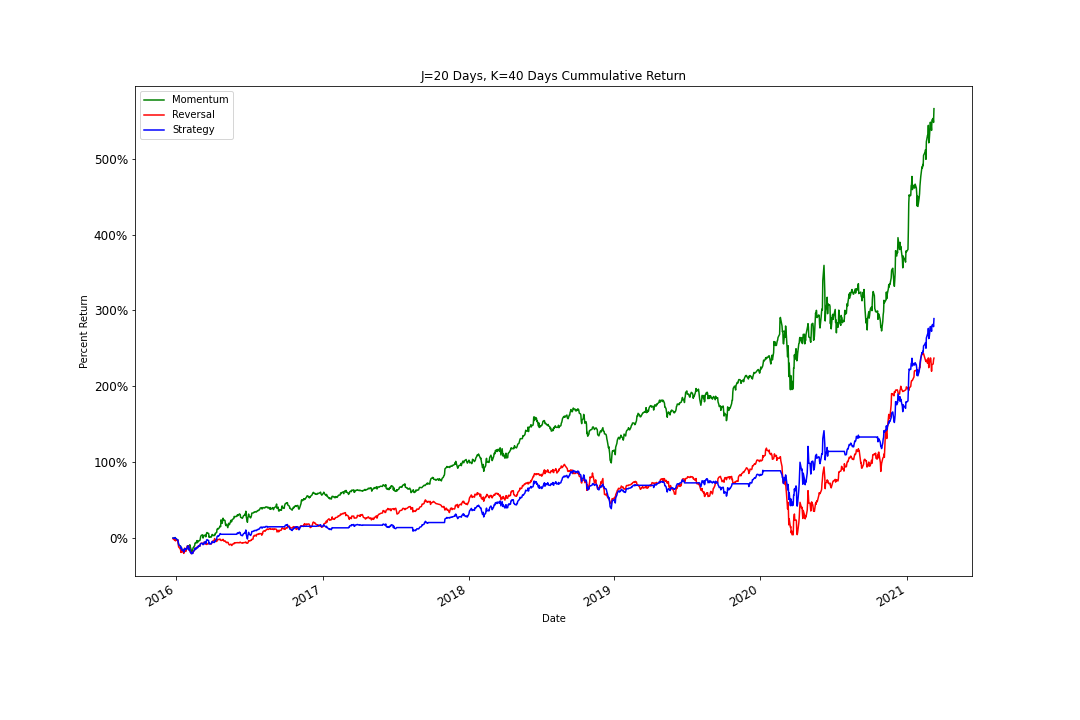 J=20 Days, K=40 Days Cummulative Return
Momentum
Reversal
Strategy
500%
400%
300%
200%
100%
0%
Percent Return
2016
2017
2018
2019
2020
2021
Date